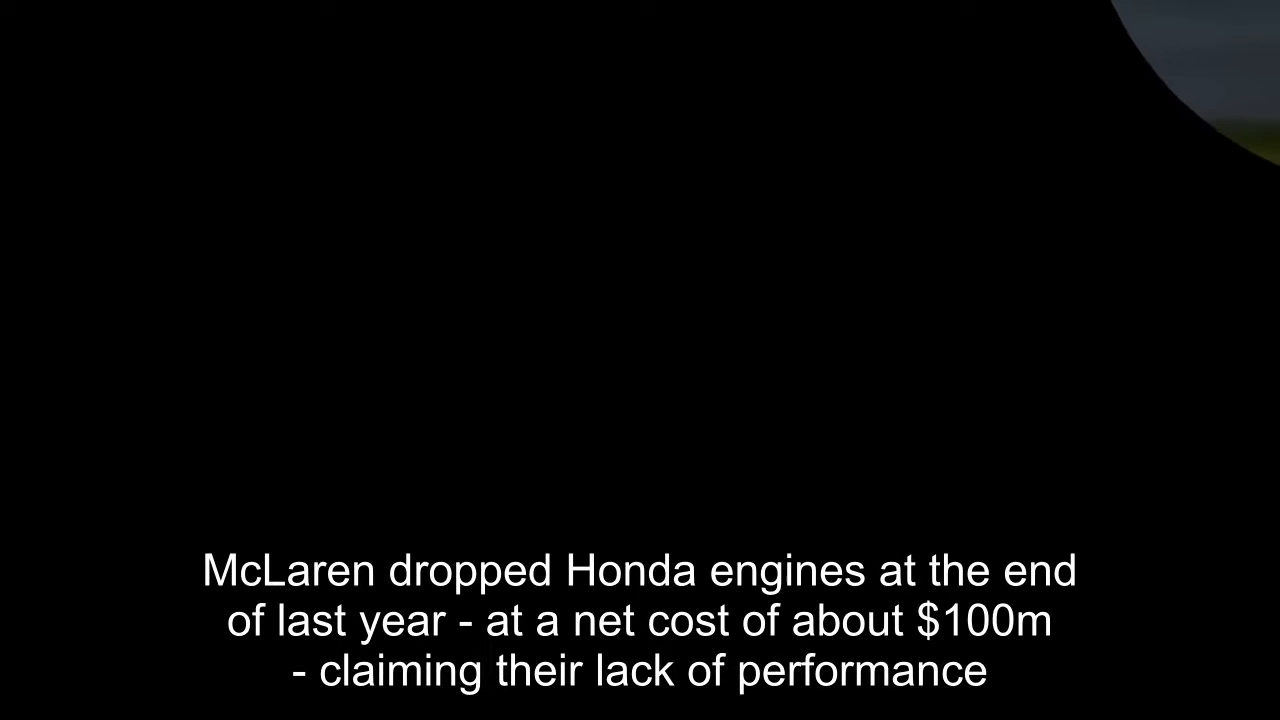 McLaren dropped Honda engines at the end
of last year - at a net cost of about $100m
- claiming their lack of performance